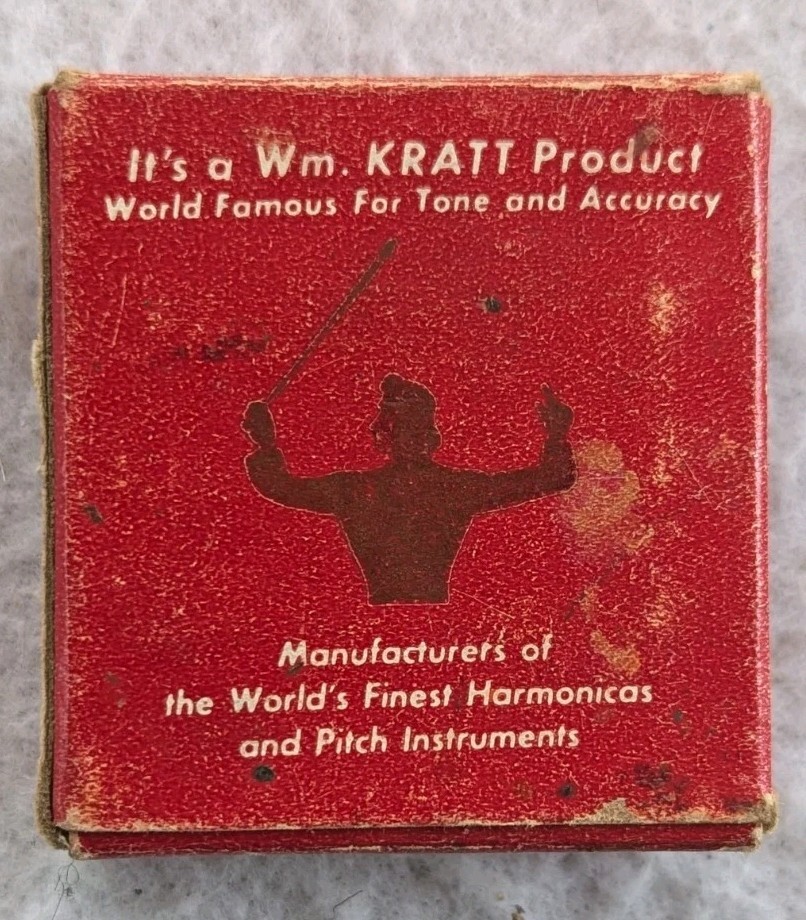 It's a Wm. KRATT Product
World Famous For Tone and Accuracy
Manufacturers of
the World's Finest Harmonicas
and Pitch Instruments